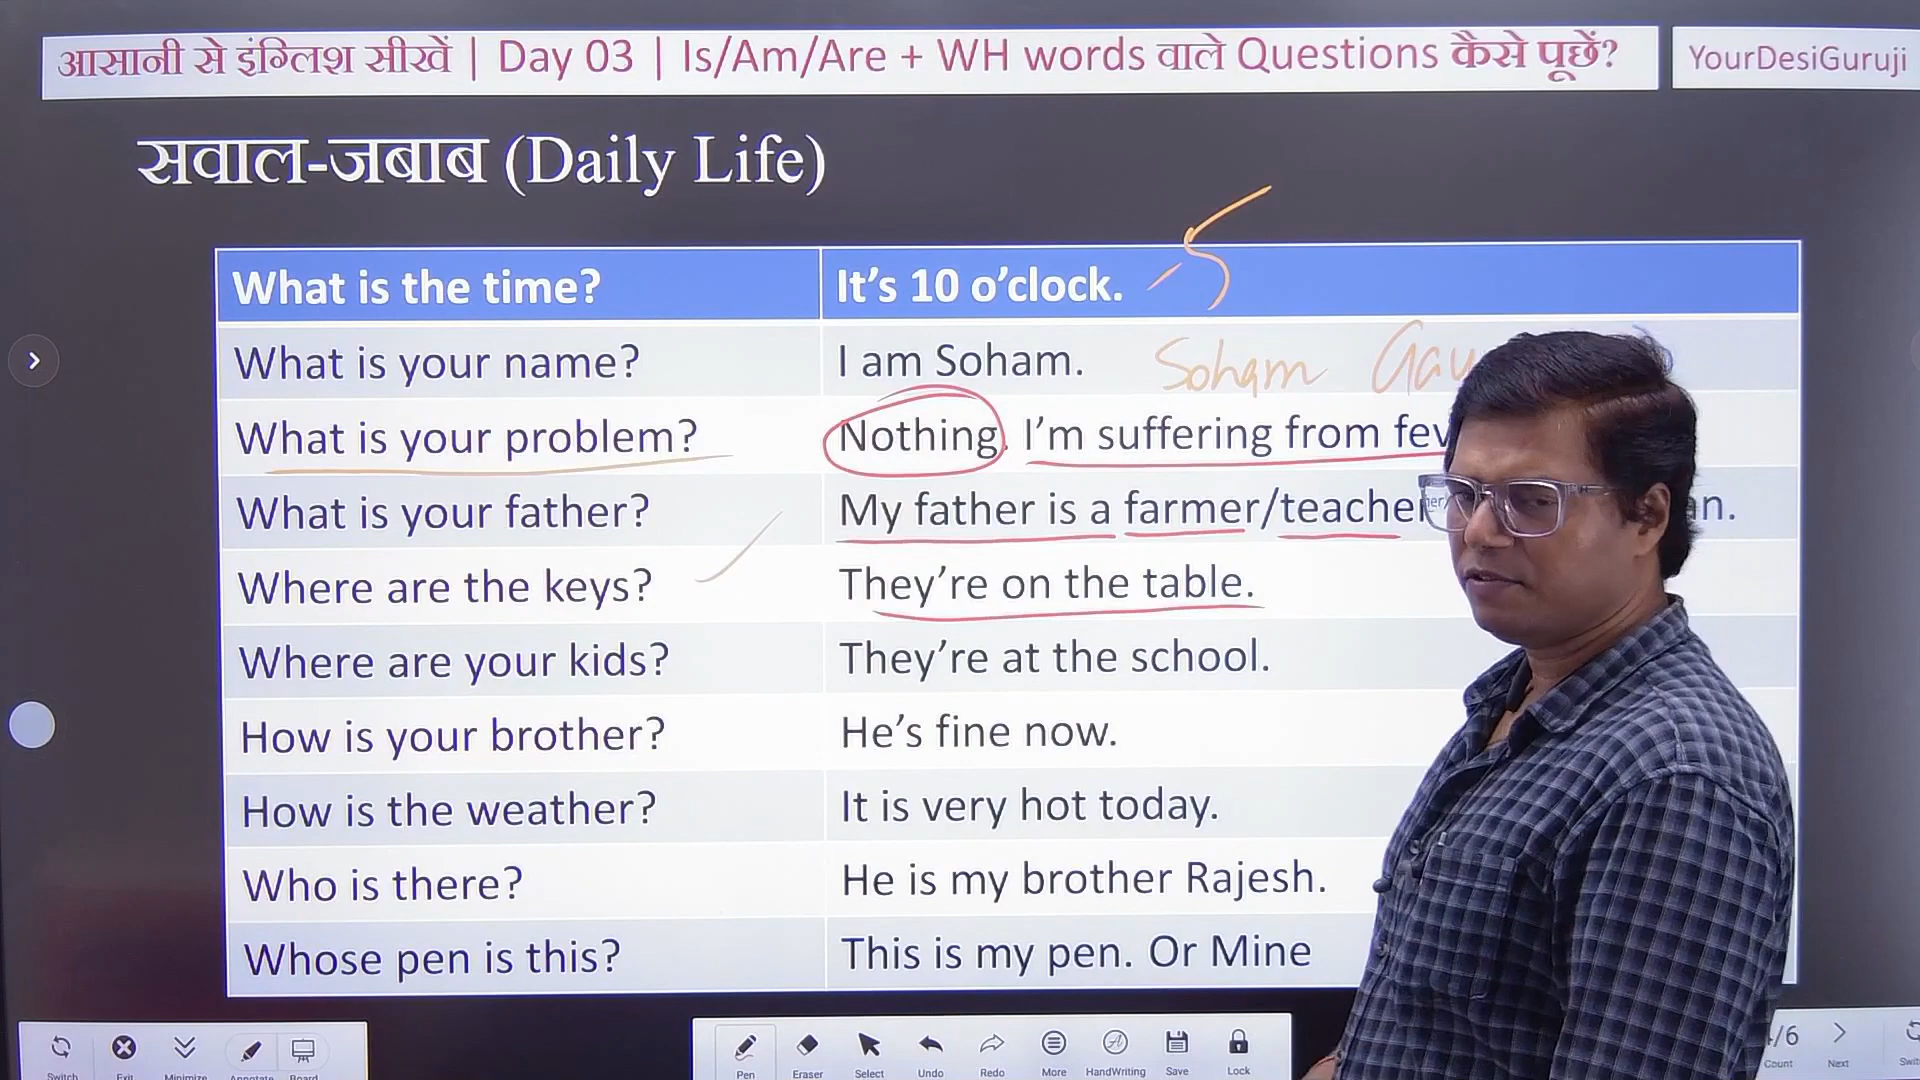 आसानी से इंग्लिश सीखें | Day 03 | Is/Am/Are + WH words वाले Questions कैसे पूछें?
YourDesiGuruji
सवाल-जबाब (Daily Life)
What is the time? It's 10 o'clock.
What is your name? I am Soham. Soham
What is your problem? Nothing. I'm suffering from
What is your father? My father is a farmer/teacher
Where are the keys? They're on the table.
Where are your kids? They're at the school.
How is your brother? He's fine now.
How is the weather? It is very hot today.
Who is there? He is my brother Rajesh.
Whose pen is this? This is my pen. Or Mine
Switch Exit Minimize Annotate Board Pen Eraser Select Undo Redo More HandWriting Save Lock Count Next
/6